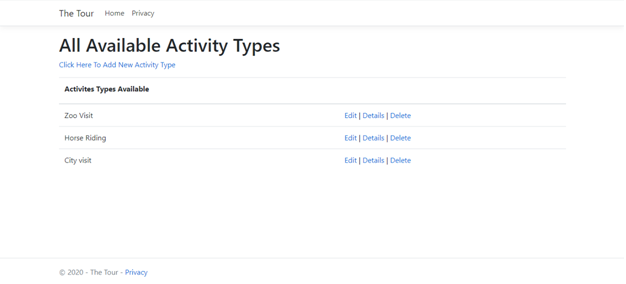 The Tour Home Privacy
All Available Activity Types
Click Here To Add New Activity Type
Activites Types Available
Zoo Visit Edit | Details | Delete
Horse Riding Edit | Details | Delete
City visit Edit | Details | Delete
© 2020 - The Tour - Privacy